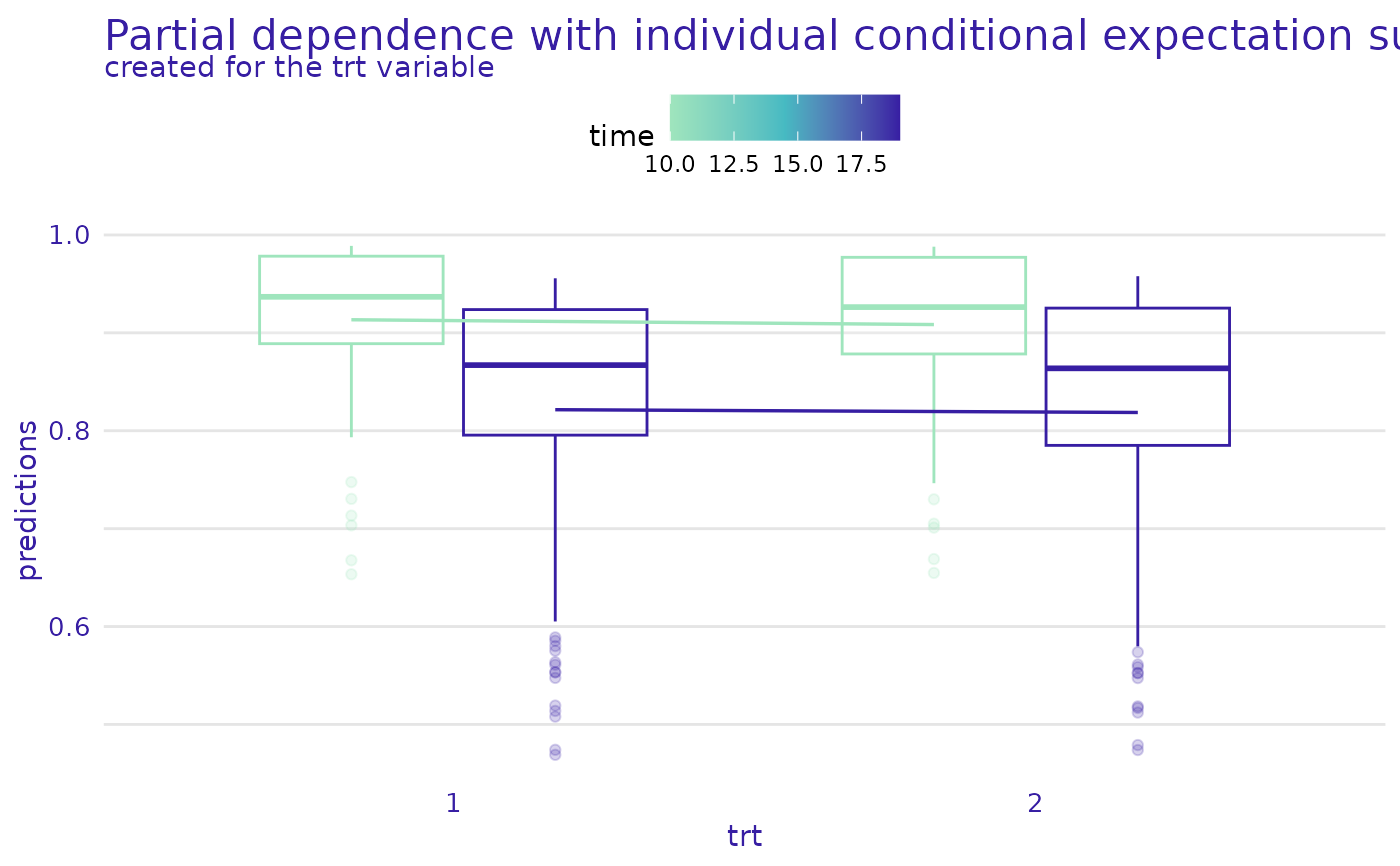 Partial dependence with individual conditional expectation su
created for the trt variable
time
10.0 12.5 15.0 17.5
1.0
0.8
0.6
predictions
1 2
trt